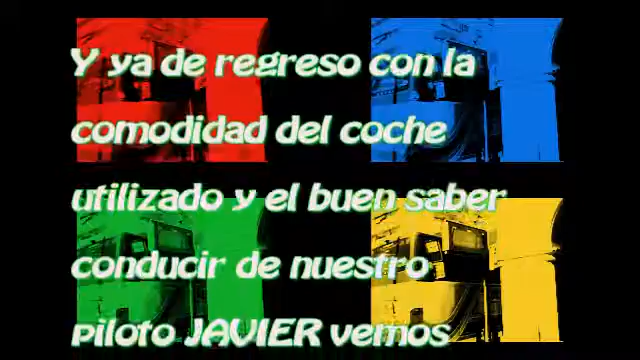 Y ya de regreso con la
comodidad del coche
utilizado y el buen saber
conducir de nuestro
piloto JAVIER vemos